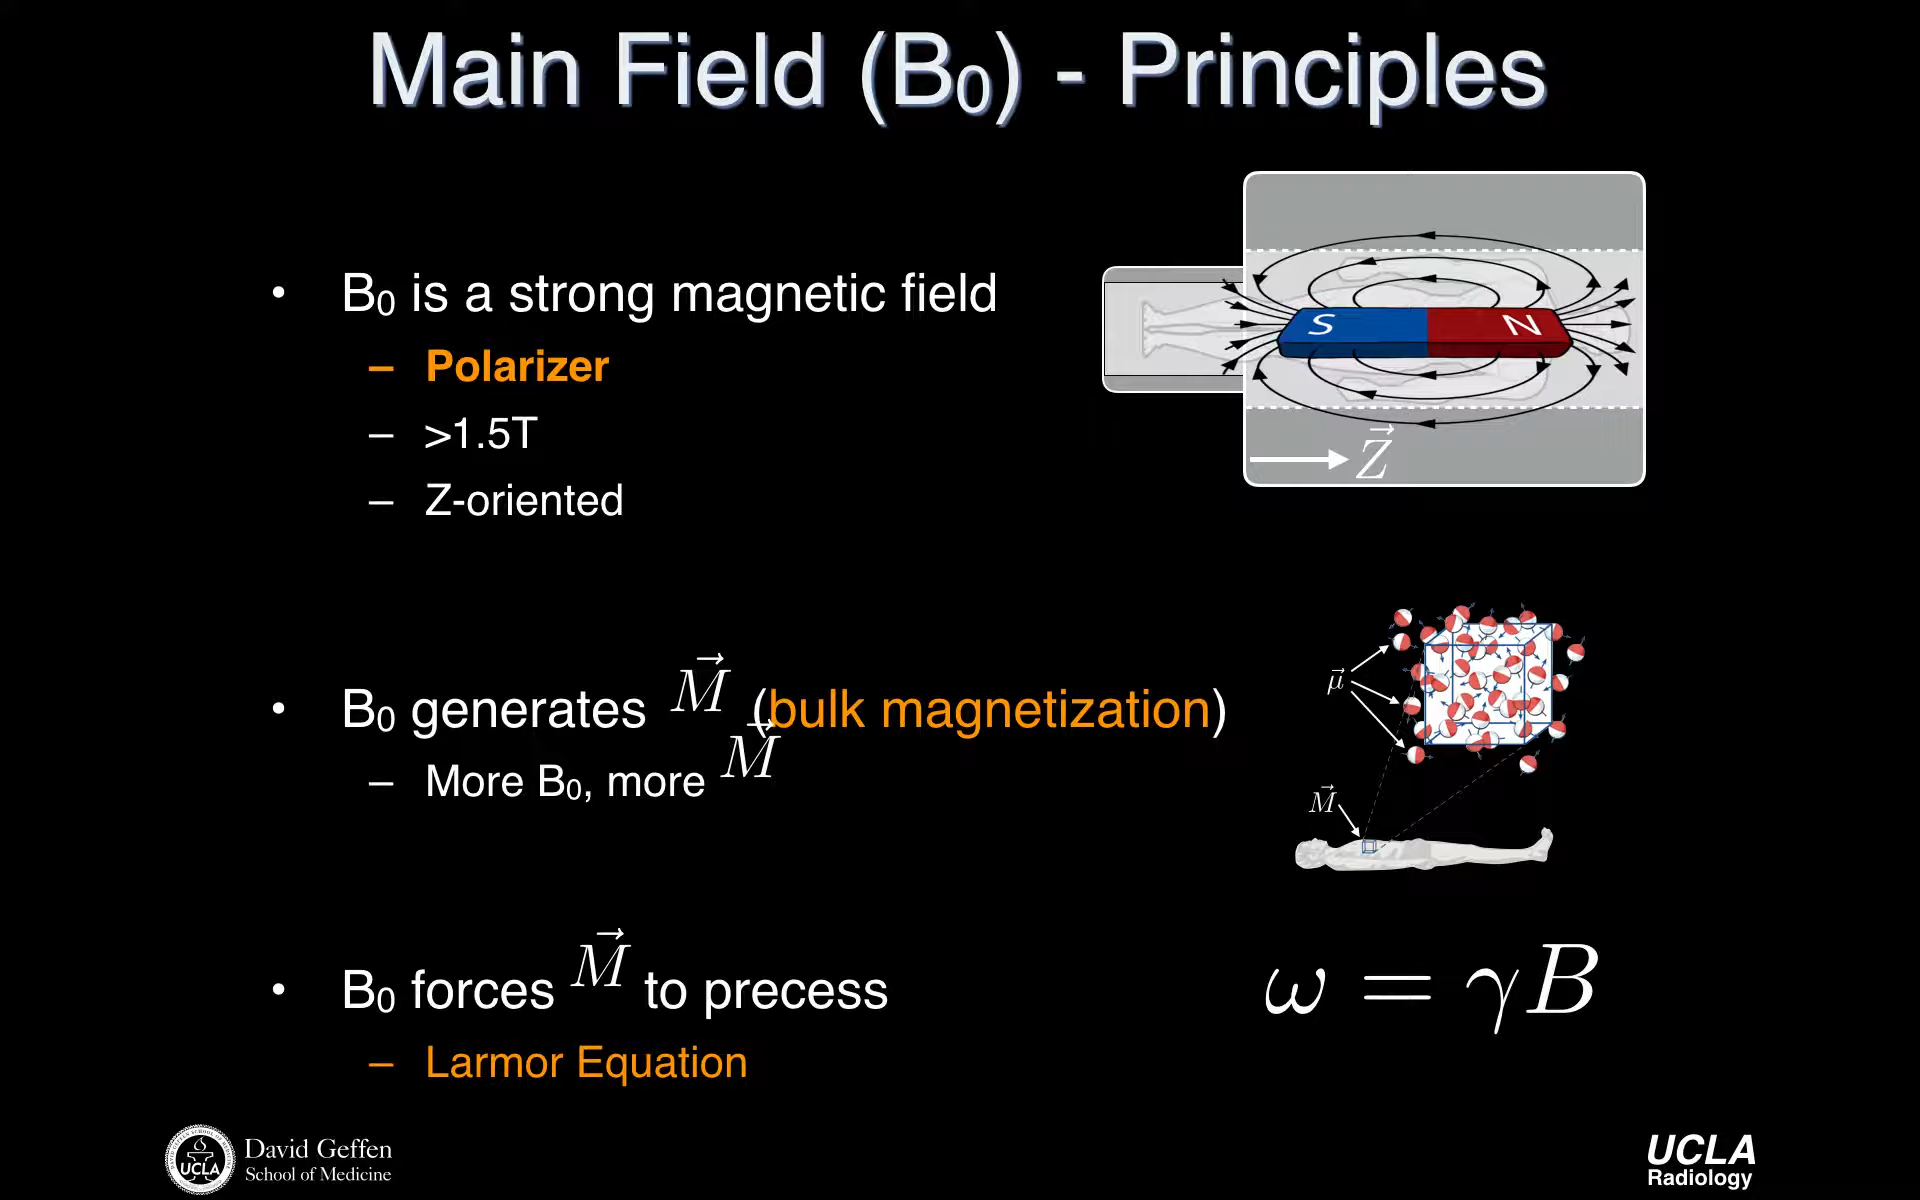 Main Field (B₀) - Principles
• B₀ is a strong magnetic field
– Polarizer
– >1.5T
– Z-oriented
S N
Z⃗
• B₀ generates M⃗ (bulk magnetization)
– More B₀, more M⃗
μ⃗
M⃗
• B₀ forces M⃗ to precess
– Larmor Equation
ω = γB
UCLA
David Geffen
School of Medicine
UCLA
Radiology